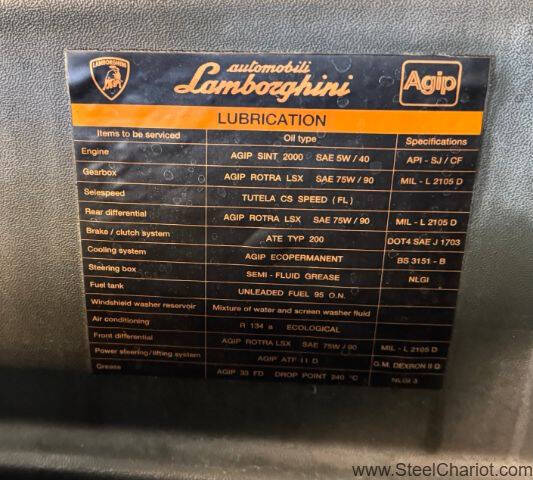 LAMBORGHINI
automobili
Lamborghini
Agip
LUBRICATION
Items to be serviced Oil type Specifications
Engine AGIP SINT 2000 SAE 5W/40 API - SJ / CF
Gearbox AGIP ROTRA LSX SAE 75W/90 MIL - L 2105 D
Selespeed TUTELA CS SPEED (FL)
Rear differential AGIP ROTRA LSX SAE 75W/90 MIL - L 2105 D
Brake / clutch system ATE TYP 200 DOT4 SAE J 1703
Cooling system AGIP ECOPERMANENT BS 3151 - B
Steering box SEMI - FLUID GREASE NLGI
Fuel tank UNLEADED FUEL 95 O.N.
Windshield washer reservoir Mixture of water and screen washer fluid
Air conditioning R 134 a ECOLOGICAL
Front differential AGIP ROTRA LSX SAE 75W/90 MIL - L 2105 D
Power steering/lifting system AGIP ATF II D G.M. DEXRON II D
Grease AGIP 33 FD DROP POINT 240 °C NLGI 3
www.SteelChariot.com